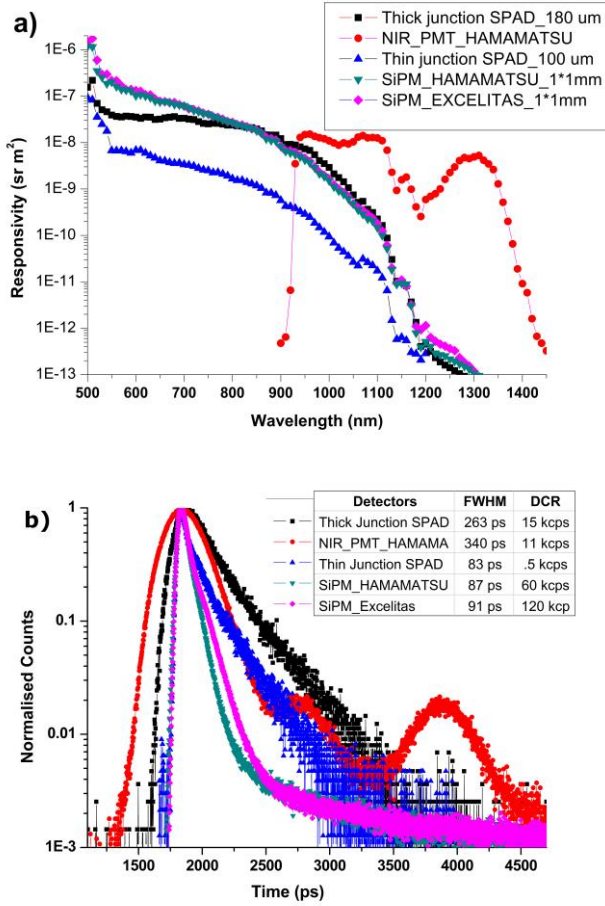 a)
Thick junction SPAD_180 um
NIR_PMT_HAMAMATSU
Thin junction SPAD_100 um
SiPM_HAMAMATSU_1*1mm
SiPM_EXCELITAS_1*1mm
1E-6
1E-7
1E-8
1E-9
1E-10
1E-11
1E-12
1E-13
Responsivity (sr m²)
500 600 700 800 900 1000 1100 1200 1300 1400
Wavelength (nm)
b)
Detectors FWHM DCR
Thick Junction SPAD 263 ps 15 kcps
NIR_PMT_HAMAMA 340 ps 11 kcps
Thin Junction SPAD 83 ps .5 kcps
SiPM_HAMAMATSU 87 ps 60 kcps
SiPM_Excelitas 91 ps 120 kcp
1
0.1
0.01
1E-3
Normalised Counts
1500 2000 2500 3000 3500 4000 4500
Time (ps)